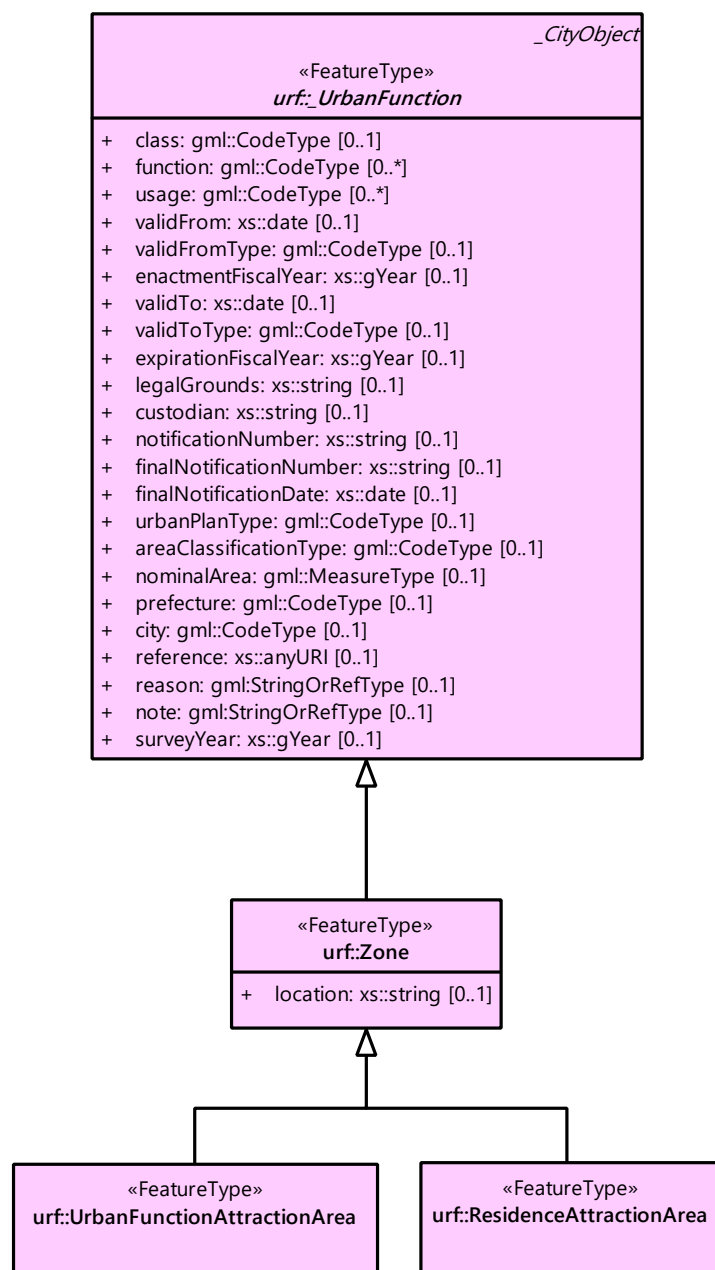 _CityObject
«FeatureType»
urf::_UrbanFunction
+ class: gml::CodeType [0..1]
+ function: gml::CodeType [0..*]
+ usage: gml::CodeType [0..*]
+ validFrom: xs::date [0..1]
+ validFromType: gml::CodeType [0..1]
+ enactmentFiscalYear: xs::gYear [0..1]
+ validTo: xs::date [0..1]
+ validToType: gml::CodeType [0..1]
+ expirationFiscalYear: xs::gYear [0..1]
+ legalGrounds: xs::string [0..1]
+ custodian: xs::string [0..1]
+ notificationNumber: xs::string [0..1]
+ finalNotificationNumber: xs::string [0..1]
+ finalNotificationDate: xs::date [0..1]
+ urbanPlanType: gml::CodeType [0..1]
+ areaClassificationType: gml::CodeType [0..1]
+ nominalArea: gml::MeasureType [0..1]
+ prefecture: gml::CodeType [0..1]
+ city: gml::CodeType [0..1]
+ reference: xs::anyURI [0..1]
+ reason: gml:StringOrRefType [0..1]
+ note: gml:StringOrRefType [0..1]
+ surveyYear: xs::gYear [0..1]
«FeatureType»
urf::Zone
+ location: xs::string [0..1]
«FeatureType»
urf::UrbanFunctionAttractionArea
«FeatureType»
urf::ResidenceAttractionArea